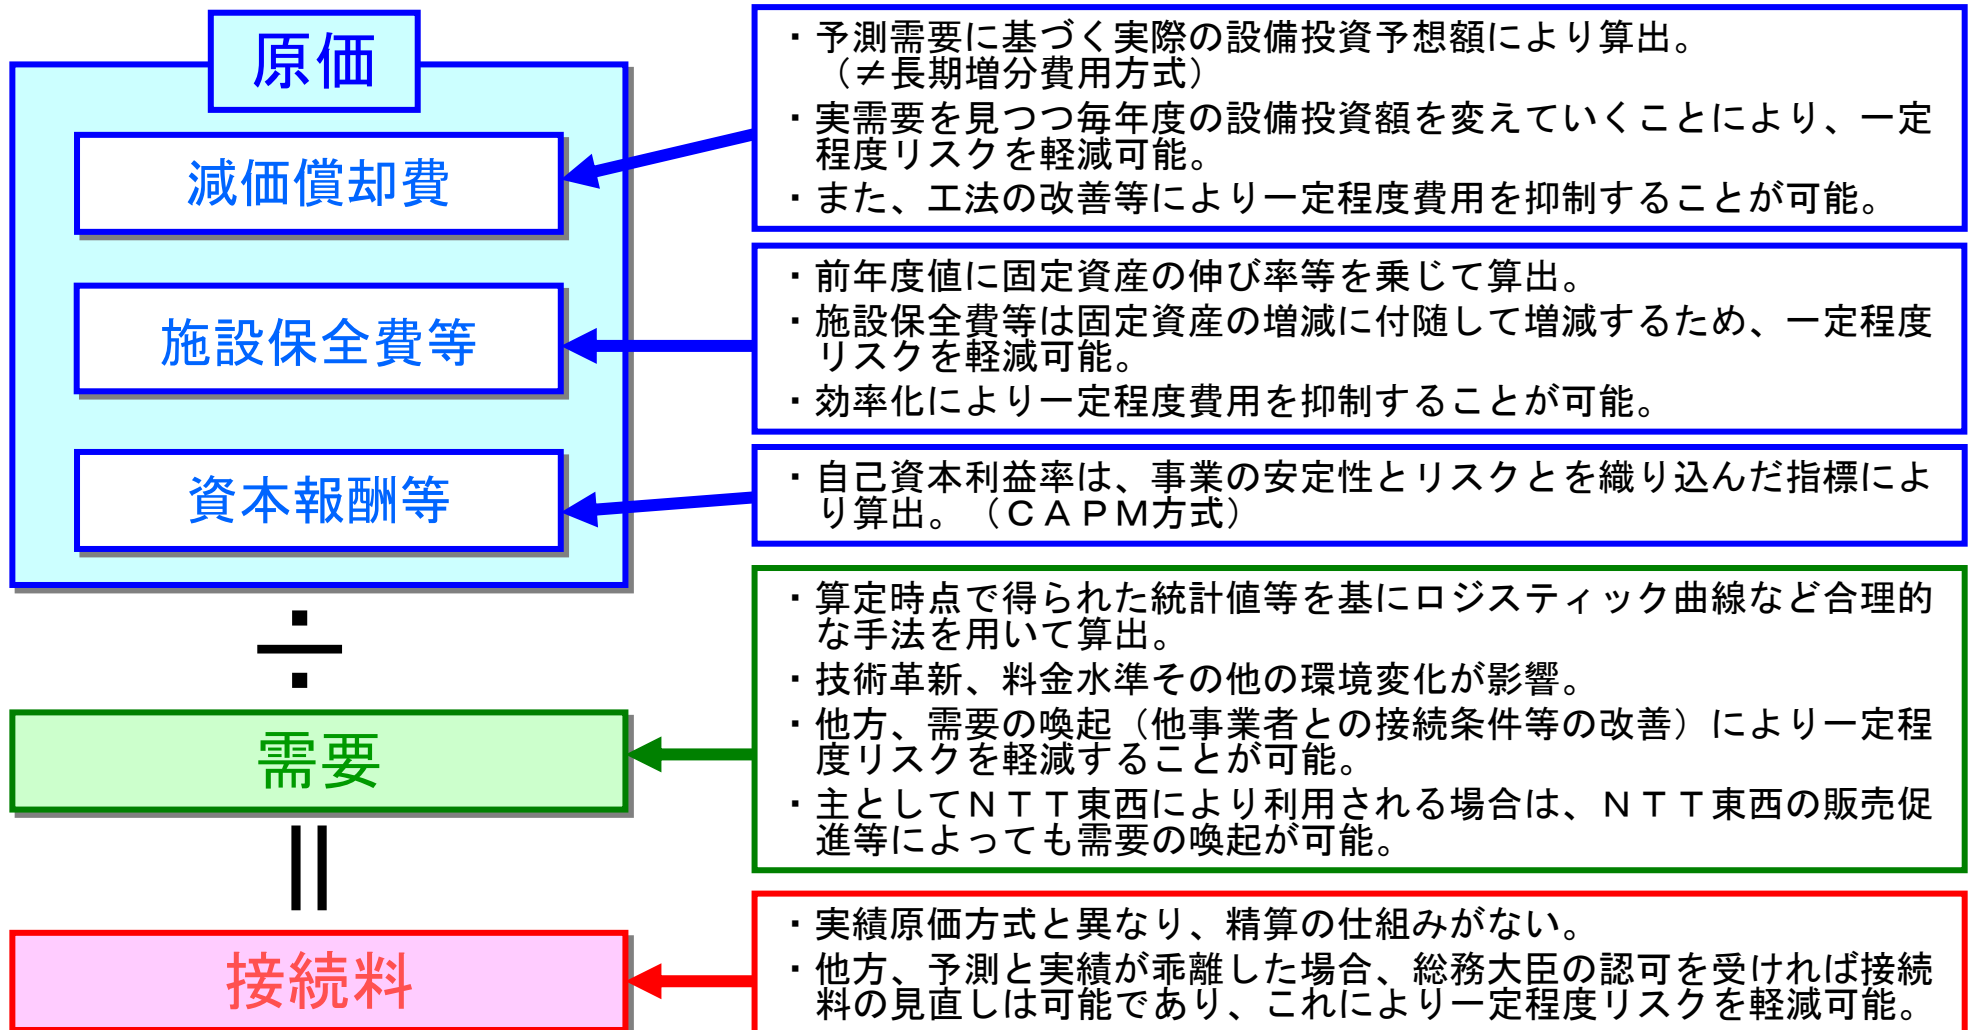 原価
減価償却費
施設保全費等
資本報酬等
÷
需要
＝
接続料
・予測需要に基づく実際の設備投資予想額により算出。
（≠長期増分費用方式）
・実需要を見つつ毎年度の設備投資額を変えていくことにより、一定
程度リスクを軽減可能。
・また、工法の改善等により一定程度費用を抑制することが可能。
・前年度値に固定資産の伸び率等を乗じて算出。
・施設保全費等は固定資産の増減に付随して増減するため、一定程度
リスクを軽減可能。
・効率化により一定程度費用を抑制することが可能。
・自己資本利益率は、事業の安定性とリスクとを織り込んだ指標によ
り算出。（ＣＡＰＭ方式）
・算定時点で得られた統計値等を基にロジスティック曲線など合理的
な手法を用いて算出。
・技術革新、料金水準その他の環境変化が影響。
・他方、需要の喚起（他事業者との接続条件等の改善）により一定程
度リスクを軽減することが可能。
・主としてＮＴＴ東西により利用される場合は、ＮＴＴ東西の販売促
進等によっても需要の喚起が可能。
・実績原価方式と異なり、精算の仕組みがない。
・他方、予測と実績が乖離した場合、総務大臣の認可を受ければ接続
料の見直しは可能であり、これにより一定程度リスクを軽減可能。